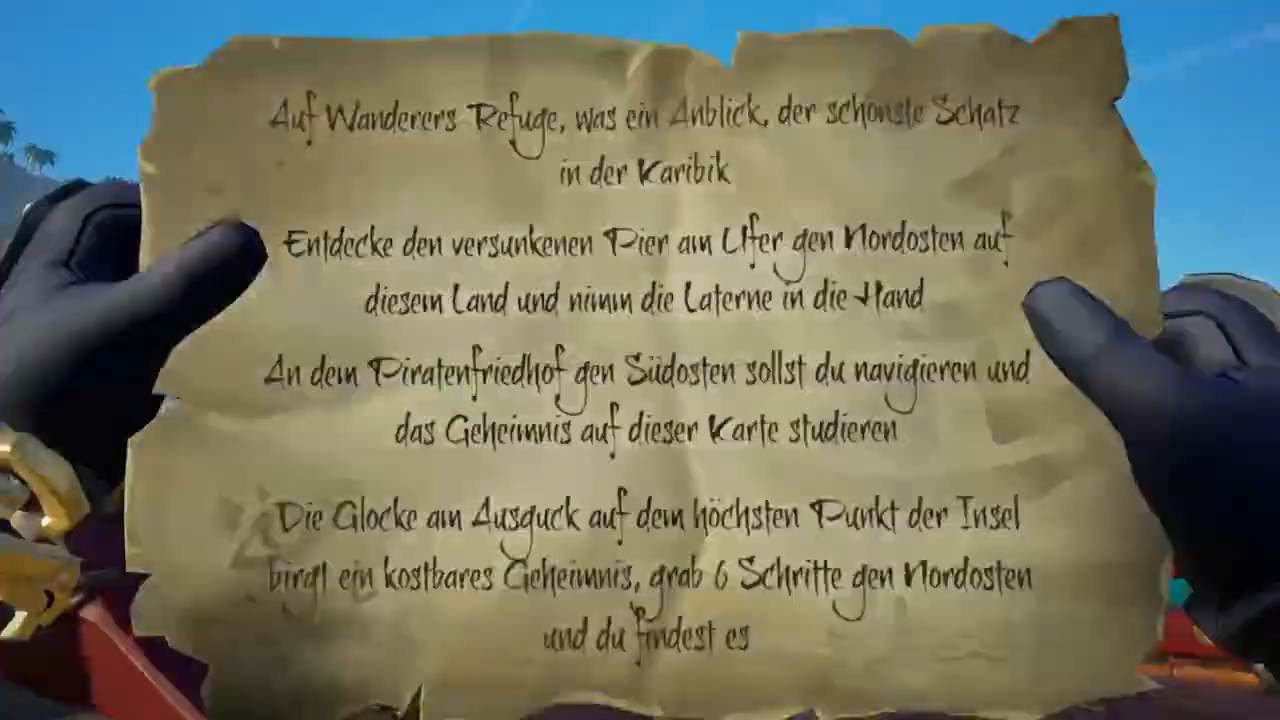 Auf Wanderers Refuge, was ein Anblick, der schönste Schatz
in der Karibik
Entdecke den versunkenen Pier am Ufer gen Nordosten auf
diesem Land und nimm die Laterne in die Hand
An dem Piratenfriedhof gen Südosten sollst du navigieren und
das Geheimnis auf dieser Karte studieren
Die Glocke am Ausguck auf dem höchsten Punkt der Insel
birgt ein kostbares Geheimnis, grab 6 Schritte gen Nordosten
und du findest es